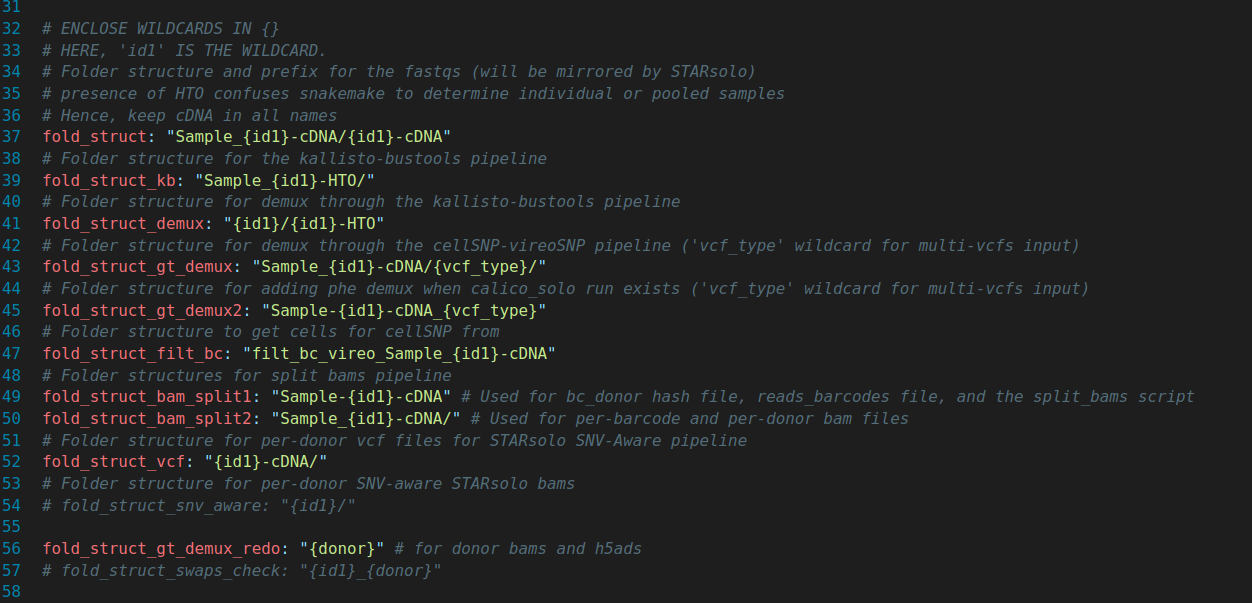 31
32 # ENCLOSE WILDCARDS IN {}
33 # HERE, 'id1' IS THE WILDCARD.
34 # Folder structure and prefix for the fastqs (will be mirrored by STARsolo)
35 # presence of HTO confuses snakemake to determine individual or pooled samples
36 # Hence, keep cDNA in all names
37 fold_struct: "Sample_{id1}-cDNA/{id1}-cDNA"
38 # Folder structure for the kallisto-bustools pipeline
39 fold_struct_kb: "Sample_{id1}-HTO/"
40 # Folder structure for demux through the kallisto-bustools pipeline
41 fold_struct_demux: "{id1}/{id1}-HTO"
42 # Folder structure for demux through the cellSNP-vireoSNP pipeline ('vcf_type' wildcard for multi-vcfs input)
43 fold_struct_gt_demux: "Sample_{id1}-cDNA/{vcf_type}/"
44 # Folder structure for adding phe demux when calico_solo run exists ('vcf_type' wildcard for multi-vcfs input)
45 fold_struct_gt_demux2: "Sample-{id1}-cDNA_{vcf_type}"
46 # Folder structure to get cells for cellSNP from
47 fold_struct_filt_bc: "filt_bc_vireo_Sample_{id1}-cDNA"
48 # Folder structures for split bams pipeline
49 fold_struct_bam_split1: "Sample-{id1}-cDNA" # Used for bc_donor hash file, reads_barcodes file, and the split_bams script
50 fold_struct_bam_split2: "Sample_{id1}-cDNA/" # Used for per-barcode and per-donor bam files
51 # Folder structure for per-donor vcf files for STARsolo SNV-Aware pipeline
52 fold_struct_vcf: "{id1}-cDNA/"
53 # Folder structure for per-donor SNV-aware STARsolo bams
54 # fold_struct_snv_aware: "{id1}/"
55
56 fold_struct_gt_demux_redo: "{donor}" # for donor bams and h5ads
57 # fold_struct_swaps_check: "{id1}_{donor}"
58